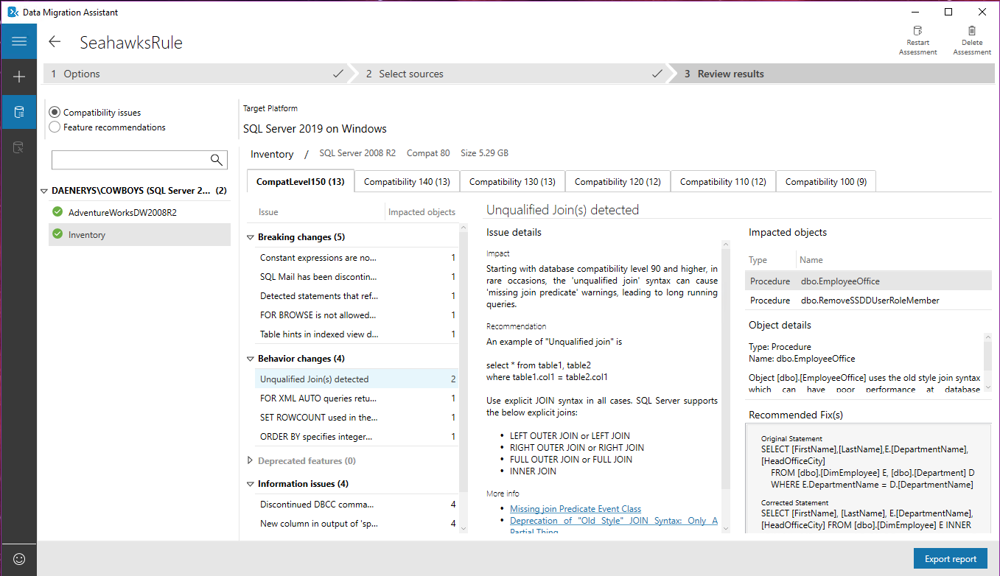 Data Migration Assistant
SeahawksRule
Restart
Assessment
Delete
Assessment
1 Options
2 Select sources
3 Review results
Compatibility issues
Feature recommendations
DAENERYS\COWBOYS (SQL Server 2... (2)
AdventureWorksDW2008R2
Inventory
Target Platform
SQL Server 2019 on Windows
Inventory / SQL Server 2008 R2 Compat 80 Size 5.29 GB
CompatLevel150 (13)
Compatibility 140 (13)
Compatibility 130 (13)
Compatibility 120 (12)
Compatibility 110 (12)
Compatibility 100 (9)
Issue
Impacted objects
Breaking changes (5)
Constant expressions are no... 1
SQL Mail has been discontin... 1
Detected statements that ref... 1
FOR BROWSE is not allowed... 1
Table hints in indexed view d... 1
Behavior changes (4)
Unqualified Join(s) detected 2
FOR XML AUTO queries retu... 1
SET ROWCOUNT used in the... 1
ORDER BY specifies integer... 1
Deprecated features (0)
Information issues (4)
Discontinued DBCC comma... 4
New column in output of 'sp... 4
Unqualified Join(s) detected
Issue details
Impact
Starting with database compatibility level 90 and higher, in
rare occasions, the 'unqualified join' syntax can cause
'missing join predicate' warnings, leading to long running
queries.
Recommendation
An example of "Unqualified join" is
select * from table1, table2
where table1.col1 = table2.col1
Use explicit JOIN syntax in all cases. SQL Server supports
the below explicit joins:
• LEFT OUTER JOIN or LEFT JOIN
• RIGHT OUTER JOIN or RIGHT JOIN
• FULL OUTER JOIN or FULL JOIN
• INNER JOIN
More info
• Missing join Predicate Event Class
• Deprecation of "Old Style" JOIN Syntax: Only A
Partial Thing
Impacted objects
Type Name
Procedure dbo.EmployeeOffice
Procedure dbo.RemoveSSDDUserRoleMember
Object details
Type: Procedure
Name: dbo.EmployeeOffice
Object [dbo].[EmployeeOffice] uses the old style join syntax
which can have poor performance at database
Recommended Fix(s)
Original Statement
SELECT [FirstName],[LastName],E.[DepartmentName],
[HeadOfficeCity]
FROM [dbo].[DimEmployee] E, [dbo].[Department] D
WHERE E.DepartmentName = D.[DepartmentName]
Corrected Statement
SELECT [FirstName], [LastName], E.[DepartmentName],
[HeadOfficeCity] FROM [dbo].[DimEmployee] E INNER
Export report